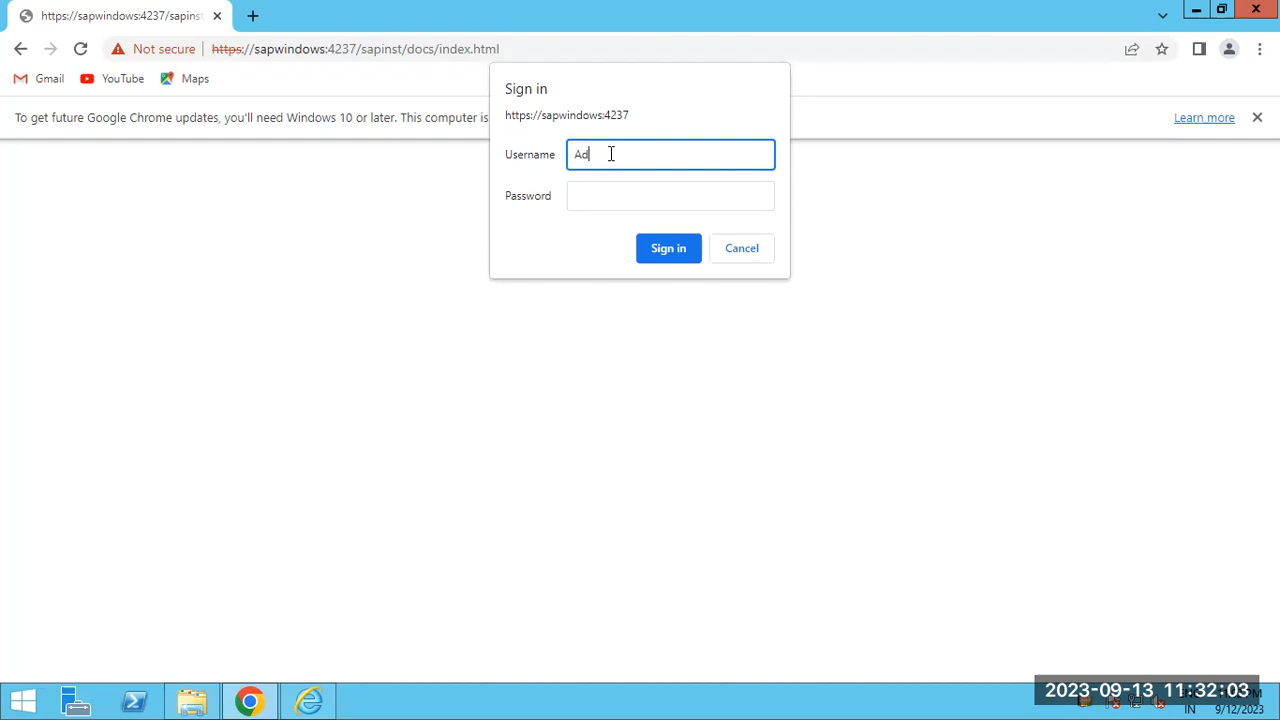 https://sapwindows:4237/sapinst
Not secure
https://sapwindows:4237/sapinst/docs/index.html
Gmail
YouTube
Maps
Sign in
https://sapwindows:4237
To get future Google Chrome updates, you'll need Windows 10 or later. This computer is
Learn more
Username
Ad
Password
Sign in
Cancel
2023-09-13 11:32:03
IN
9/12/2023